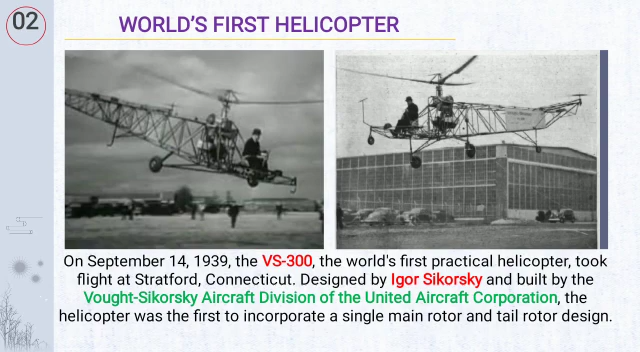 02
WORLD'S FIRST HELICOPTER
On September 14, 1939, the VS-300, the world's first practical helicopter, took
flight at Stratford, Connecticut. Designed by Igor Sikorsky and built by the
Vought-Sikorsky Aircraft Division of the United Aircraft Corporation, the
helicopter was the first to incorporate a single main rotor and tail rotor design.